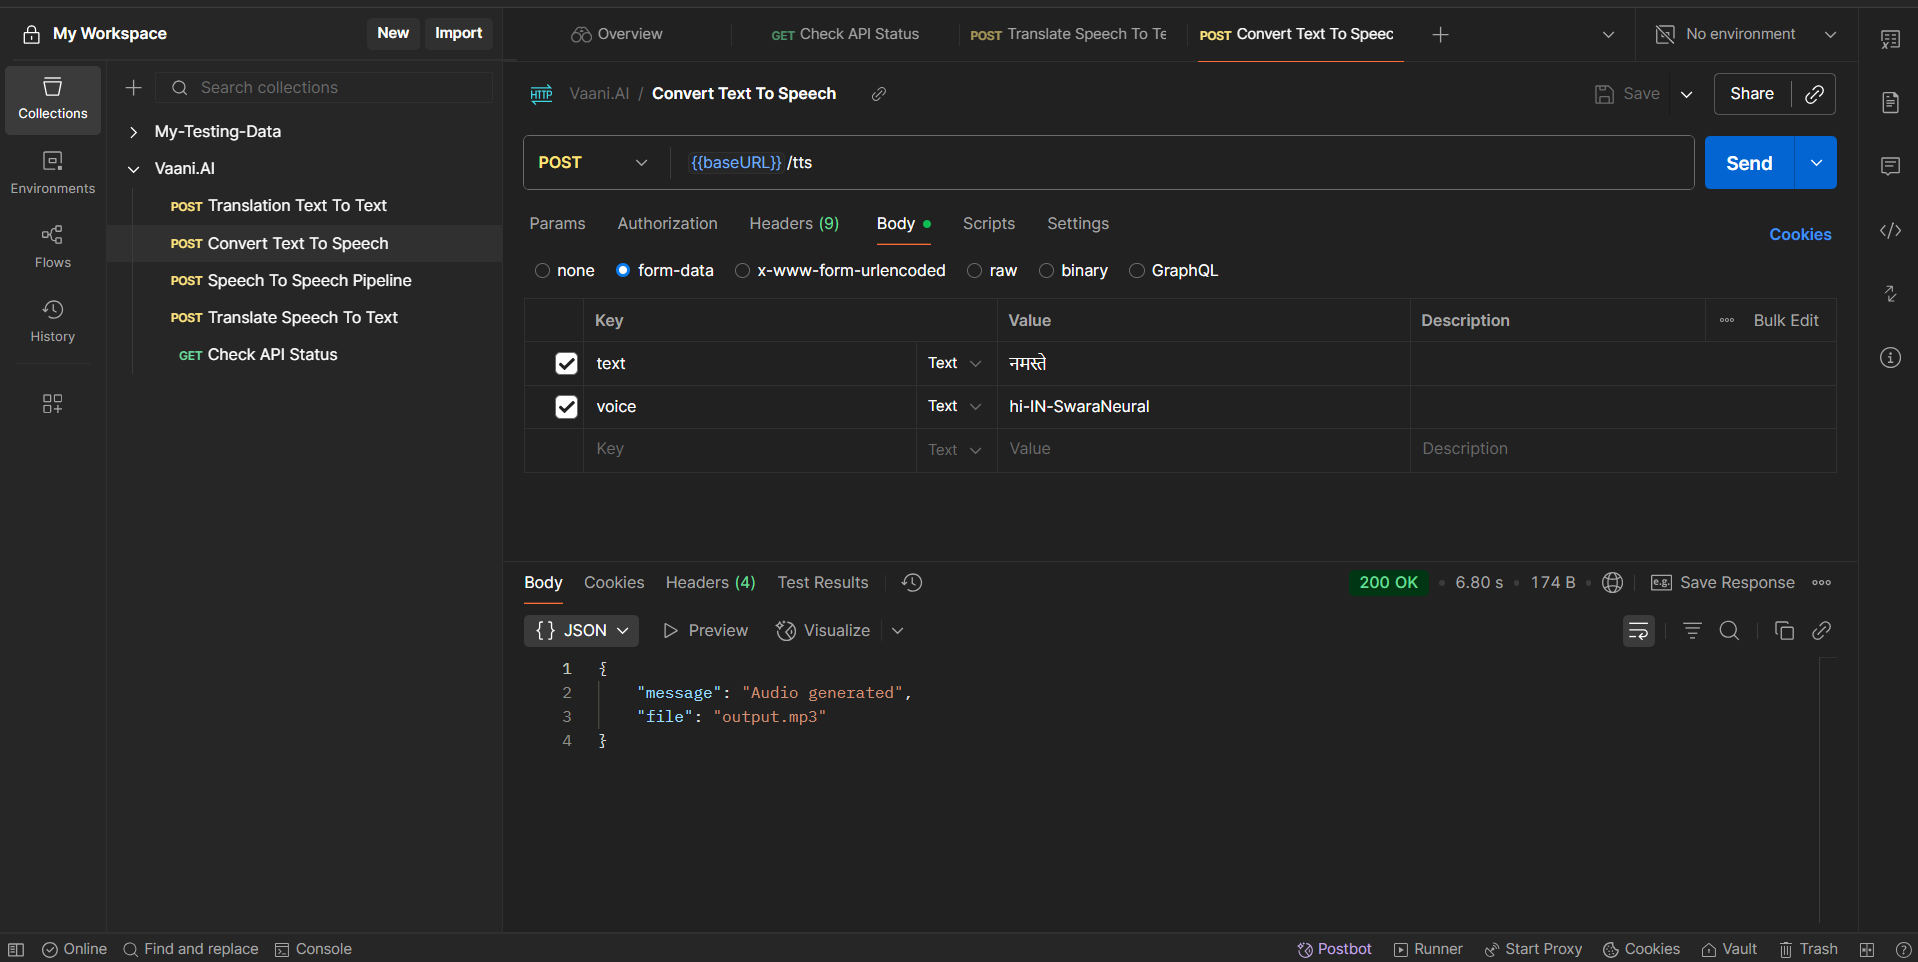 My Workspace
New
Import
Overview
GET Check API Status
POST Translate Speech To Te
POST Convert Text To Speec
No environment
Collections
Environments
Flows
History
Search collections
My-Testing-Data
Vaani.AI
POST Translation Text To Text
POST Convert Text To Speech
POST Speech To Speech Pipeline
POST Translate Speech To Text
GET Check API Status
HTTP Vaani.AI / Convert Text To Speech
Save
Share
POST {{baseURL}} /tts
Send
Params Authorization Headers (9) Body Scripts Settings
Cookies
none form-data x-www-form-urlencoded raw binary GraphQL
Key Value Description Bulk Edit
text Text नमस्ते
voice Text hi-IN-SwaraNeural
Key Text Value Description
Body Cookies Headers (4) Test Results
200 OK 6.80 s 174 B e.g. Save Response
{} JSON Preview Visualize
1 {
2 "message": "Audio generated",
3 "file": "output.mp3"
4 }
Online Find and replace Console
Postbot Runner Start Proxy Cookies Vault Trash